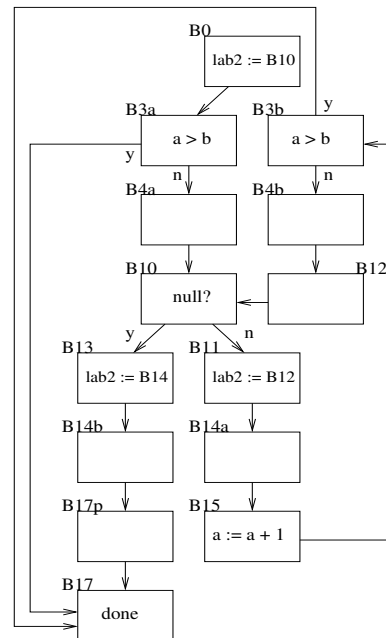 B0
lab2 := B10
B3a
B3b
y
a > b
a > b
y
n
n
B4a
B4b
B10
B12
null?
y
n
B13
B11
lab2 := B14
lab2 := B12
B14b
B14a
B17p
B15
a := a + 1
B17
done